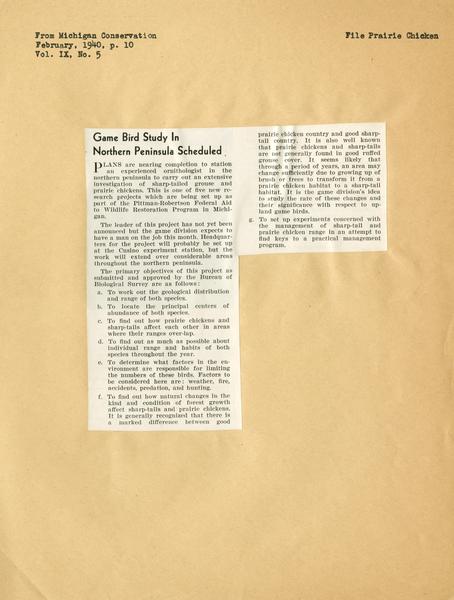 From Michigan Conservation
February, 1940, p. 10
Vol. IX, No. 5
File Prairie Chicken
Game Bird Study In
Northern Peninsula Scheduled
PLANS are nearing completion to station
an experienced ornithologist in the
northern peninsula to carry out an extensive
investigation of sharp-tailed grouse and
prairie chickens. This is one of five new re-
search projects which are being set up as
part of the Pittman-Robertson Federal Aid
to Wildlife Restoration Program in Michi-
gan.
The leader of this project has not yet been
announced but the game division expects to
have a man on the job this month. Headquar-
ters for the project will probably be set up
at the Cusino experiment station, but the
work will extend over considerable areas
throughout the northern peninsula.
The primary objectives of this project as
submitted and approved by the Bureau of
Biological Survey are as follows:
a. To work out the geological distribution
and range of both species.
b. To locate the principal centers of
abundance of both species.
c. To find out how prairie chickens and
sharp-tails affect each other in areas
where their ranges over-lap.
d. To find out as much as possible about
individual range and habits of both
species throughout the year.
e. To determine what factors in the en-
vironment are responsible for limiting
the numbers of these birds. Factors to
be considered here are: weather, fire,
accidents, predation, and hunting.
f. To find out how natural changes in the
kind and condition of forest growth
affect sharp-tails and prairie chickens.
It is generally recognized that there is
a marked difference between good
prairie chicken country and good sharp-
tail country. It is also well known
that prairie chickens and sharp-tails
are not generally found in good ruffed
grouse cover. It seems likely that
through a period of years, an area may
change sufficiently due to growing up of
brush or trees to transform it from a
prairie chicken habitat to a sharp-tail
habitat. It is the game division's idea
to study the rate of these changes and
their significance with respect to up-
land game birds.
g. To set up experiments concerned with
the management of sharp-tail and
prairie chicken range in an attempt to
find keys to a practical management
program.